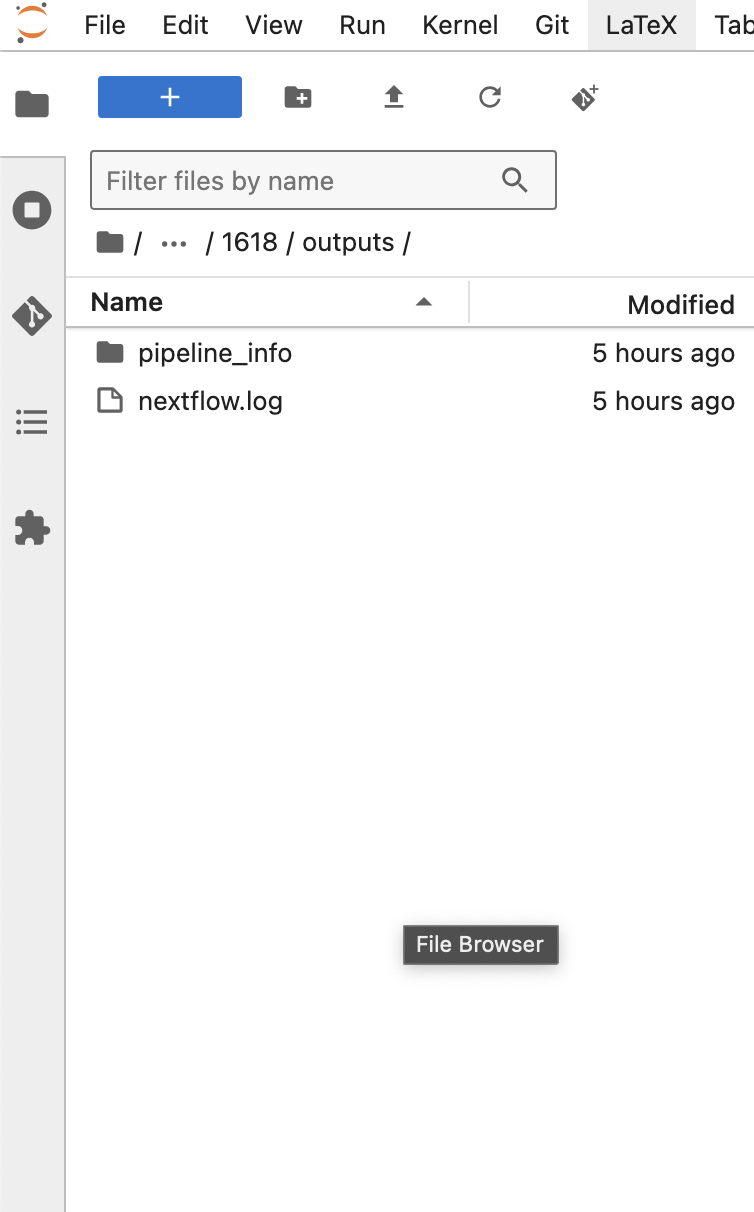 File Edit View Run Kernel Git LaTeX Tab
+
Filter files by name
/ ··· / 1618 / outputs /
Name Modified
pipeline_info 5 hours ago
nextflow.log 5 hours ago
File Browser